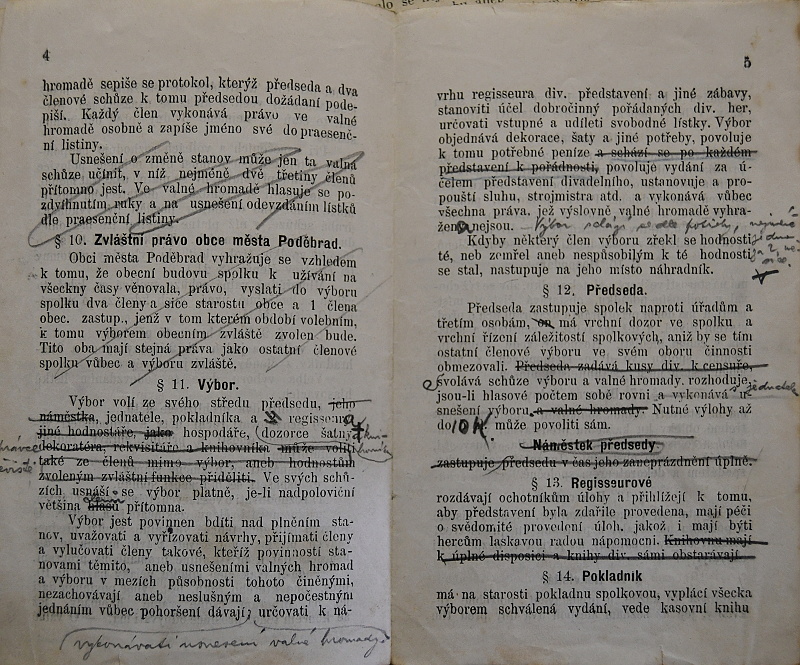 4
hromadě sepíše se protokol, kterýž předseda a dva
členové schůze k tomu předsedou dožádaní pode-
píší. Každý člen vykonává právo ve valné
hromadě osobně a zapíše jméno své do praesenč-
ní listiny.
Usnešení o změně stanov může jen ta valná
schůze učinit, v níž nejméně dvě třetiny členů
přítomno jest. Ve valné hromadě hlasuje se po-
zdvihnutím ruky a na usnešení odevzdáním lístků
dle praesenční listiny.
§ 10. Zvláštní právo obce města Poděbrad.
Obci města Poděbrad vyhražuje se vzhledem
k tomu, že obecní budovu spolku k užívání na
všeckny časy věnovala, právo, vyslati do výboru
spolku dva členy a sice starostu obce a 1 člena
obec. zastup., jenž v tom kterém období volebním,
k tomu výborem obecním zvláště zvolen bude.
Tito oba mají stejná práva jako ostatní členové
spolku vůbec a výboru zvláště.
§ 11. Výbor.
Výbor volí ze svého středu předsedu, jeho
náměstka, jednatele, pokladníka a regisseura
jiné hodnostáře, jako hospodáře, (dozorce šatny
dekoratéra, rekvisitáře a knihovníka může voliti
také ze členů mimo výbor, aneb hodnostům
zvoleným zvláštní funkce přiděliti. Ve svých schů-
zích usnáší se výbor platně, je-li nadpoloviční
většina hlasů přítomna.
Výbor jest povinnen bdíti nad plněním sta-
nov, uvažovati a vyřizovati návrhy, přijímati členy
a vylučovati členy takové, kteříž povinností sta-
novami těmito, aneb usnešeními valných hromad
a výboru v mezích působnosti tohoto činěnými,
nezachovávají aneb neslušným a nepočestným
jednáním vůbec pohoršení dávají; určovati k ná-
vykonávati usnesení valné hromady;
5
vrhu regisseura div. představení a jiné zábavy,
stanoviti účel dobročinný pořádaných div. her,
určovati vstupné a udíleti svobodné lístky. Výbor
objednává dekorace, šaty a jiné potřeby, povoluje
k tomu potřebné peníze a schází se po každém
představení k pořádnosti, povoluje vydání za ú-
čelem představení divadelního, ustanovuje a pro-
pouští sluhu, strojmistra atd. a vykonává vůbec
všechna práva, jež výslovně valné hromadě vyhra-
žena nejsou. Výbor schází se dle potřeby,
Kdyby některý člen výboru zřekl se hodnosti
té, neb zemřel aneb nespůsobilým k té hodnosti
se stal, nastupuje na jeho místo náhradník.
§ 12. Předseda.
Předseda zastupuje spolek naproti úřadům a
třetím osobám, on má vrchní dozor ve spolku a
vrchní řízení záležitostí spolkových, aniž by se tím
ostatní členové výboru ve svém oboru činnosti
obmezovali. Předseda zadává kusy div. k censuře,
svolává schůze výboru a valné hromady, rozhoduje,
jsou-li hlasové počtem sobě rovni a vykonává u-
snešení výboru a valné hromady. Nutné výlohy až
do 10 K. může povoliti sám.
Náměstek předsedy
zastupuje předsedu v čas jeho zaneprázdnění úplně.
§ 13. Regisseurové
rozdávají ochotníkům úlohy a přihlížejí k tomu,
aby představení byla zdařile provedena, mají péči
o svědomité provedení úloh, jakož i mají býti
hercům laskavou radou nápomocni. Knihovnu mají
k úplné disposici a knihy div. sámi obstarávají.
§ 14. Pokladník
má na starosti pokladnu spolkovou, vyplácí všecka
výborem schválená vydání, vede kasovní knihu